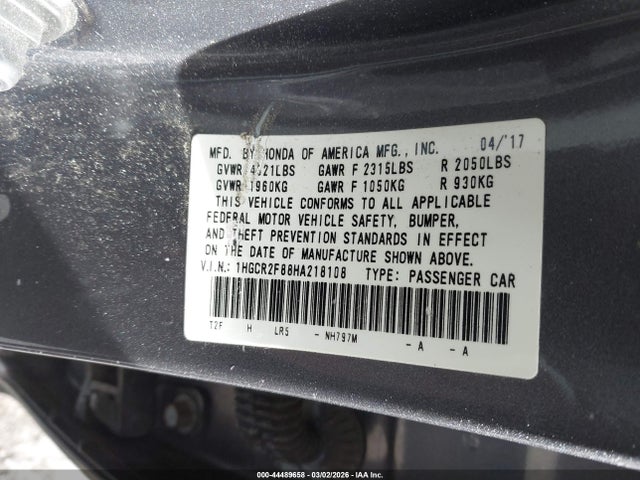 MFD. BY HONDA OF AMERICA MFG., INC. 04/'17
GVWR 4321LBS GAWR F 2315LBS R 2050LBS
GVWR 1960KG GAWR F 1050KG R 930KG
THIS VEHICLE CONFORMS TO ALL APPLICABLE
FEDERAL MOTOR VEHICLE SAFETY, BUMPER,
AND THEFT PREVENTION STANDARDS IN EFFECT
ON THE DATE OF MANUFACTURE SHOWN ABOVE.
V.I.N.: 1HGCR2F88HA218108 TYPE: PASSENGER CAR
T2F H LR5 - NH797M - A - A
000-44489658 - 03/02/2026 - IAA Inc.